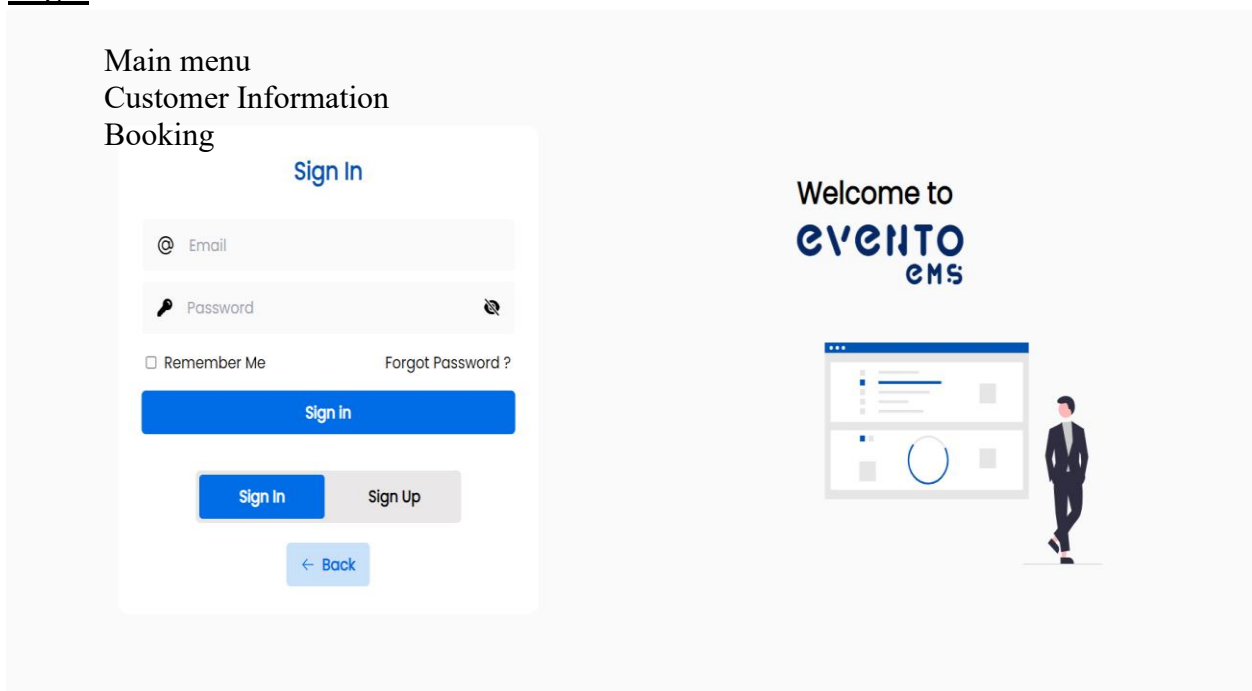 Main menu
Customer Information
Booking
Sign In
@ Email
Password
Remember Me
Forgot Password ?
Sign in
Sign In
Sign Up
← Back
Welcome to
eVENTO
eMS